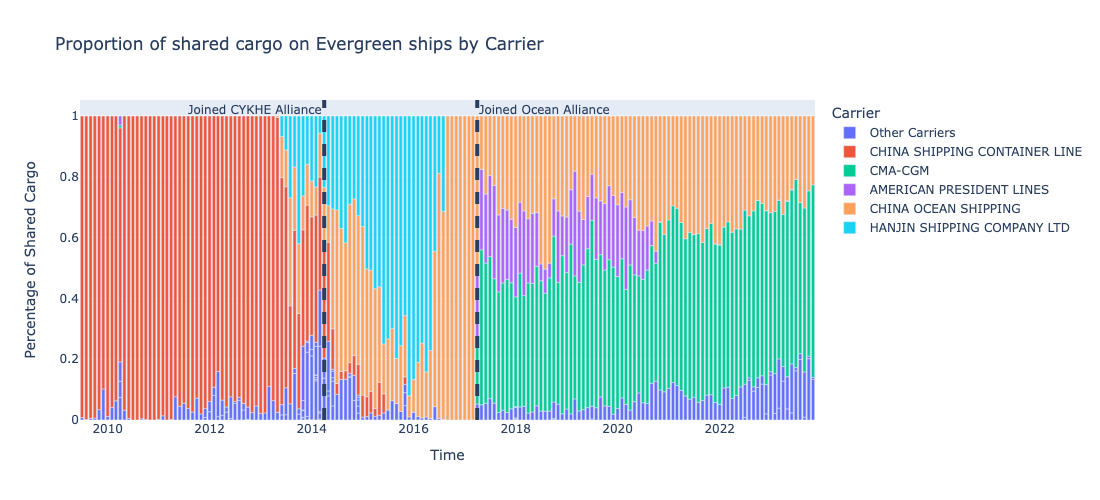 Proportion of shared cargo on Evergreen ships by Carrier
Joined CYKHE Alliance
Joined Ocean Alliance
Carrier
Other Carriers
CHINA SHIPPING CONTAINER LINE
CMA-CGM
AMERICAN PRESIDENT LINES
CHINA OCEAN SHIPPING
HANJIN SHIPPING COMPANY LTD
Percentage of Shared Cargo
1
0.8
0.6
0.4
0.2
0
2010
2012
2014
2016
2018
2020
2022
Time